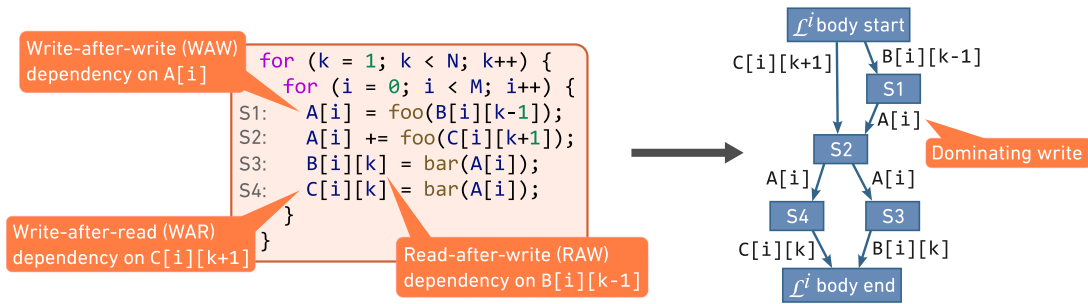 Write-after-write (WAW)
dependency on A[i]
for (k = 1; k < N; k++) {
for (i = 0; i < M; i++) {
S1: A[i] = foo(B[i][k-1]);
S2: A[i] += foo(C[i][k+1]);
S3: B[i][k] = bar(A[i]);
S4: C[i][k] = bar(A[i]);
}
}
Write-after-read (WAR)
dependency on C[i][k+1]
Read-after-write (RAW)
dependency on B[i][k-1]
ℒⁱ body start
C[i][k+1]
B[i][k-1]
S1
A[i]
Dominating write
S2
A[i]
A[i]
S4
S3
C[i][k]
B[i][k]
ℒⁱ body end